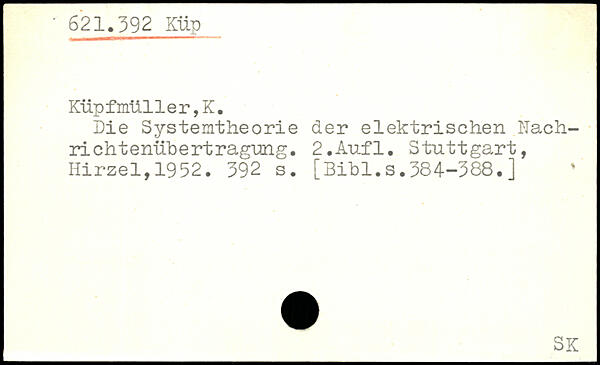 621.392 Küp
Küpfmüller,K.
Die Systemtheorie der elektrischen Nach-
richtenübertragung. 2.Aufl. Stuttgart,
Hirzel,1952. 392 s. [Bibl.s.384-388.]
SK